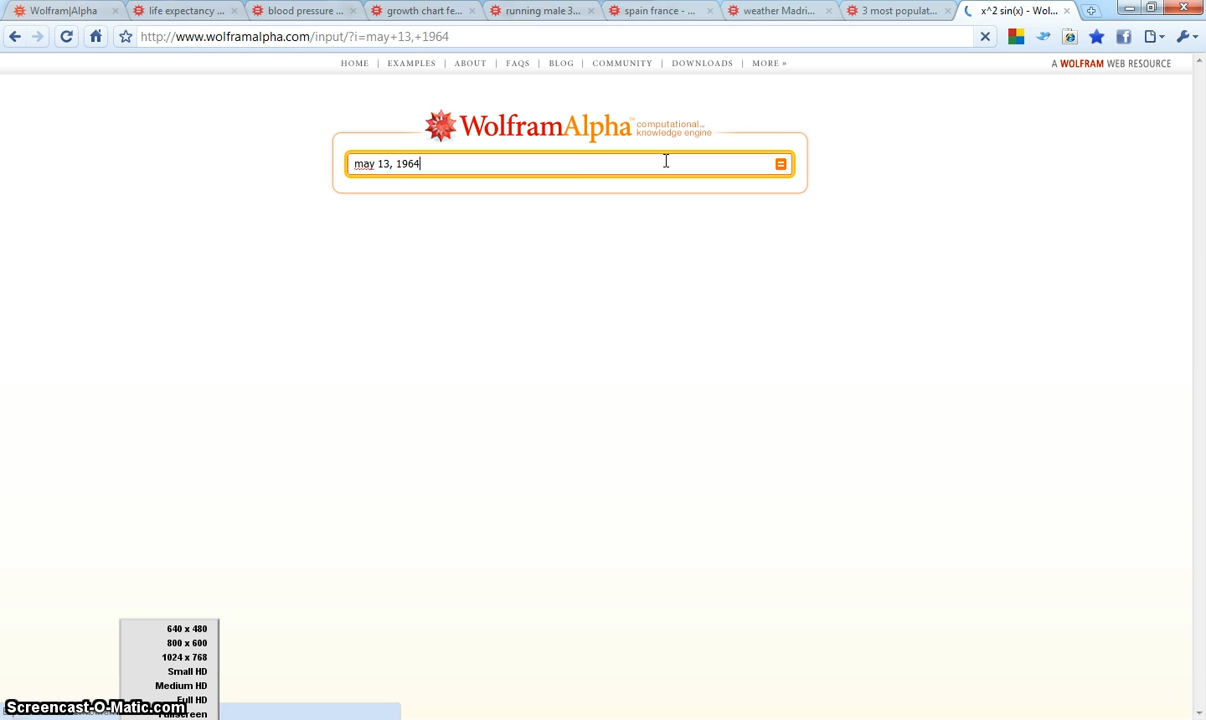 Wolfram|Alpha
life expectancy ...
blood pressure ...
growth chart fe...
running male 3...
spain france - ...
weather Madri...
3 most populat...
x^2 sin(x) - Wol...
http://www.wolframalpha.com/input/?i=may+13,+1964
HOME | EXAMPLES | ABOUT | FAQS | BLOG | COMMUNITY | DOWNLOADS | MORE »
A WOLFRAM WEB RESOURCE
WolframAlpha™ computational... knowledge engine
may 13, 1964
640 x 480
800 x 600
1024 x 768
Small HD
Medium HD
Full HD
Fullscreen
Screencast-O-Matic.com